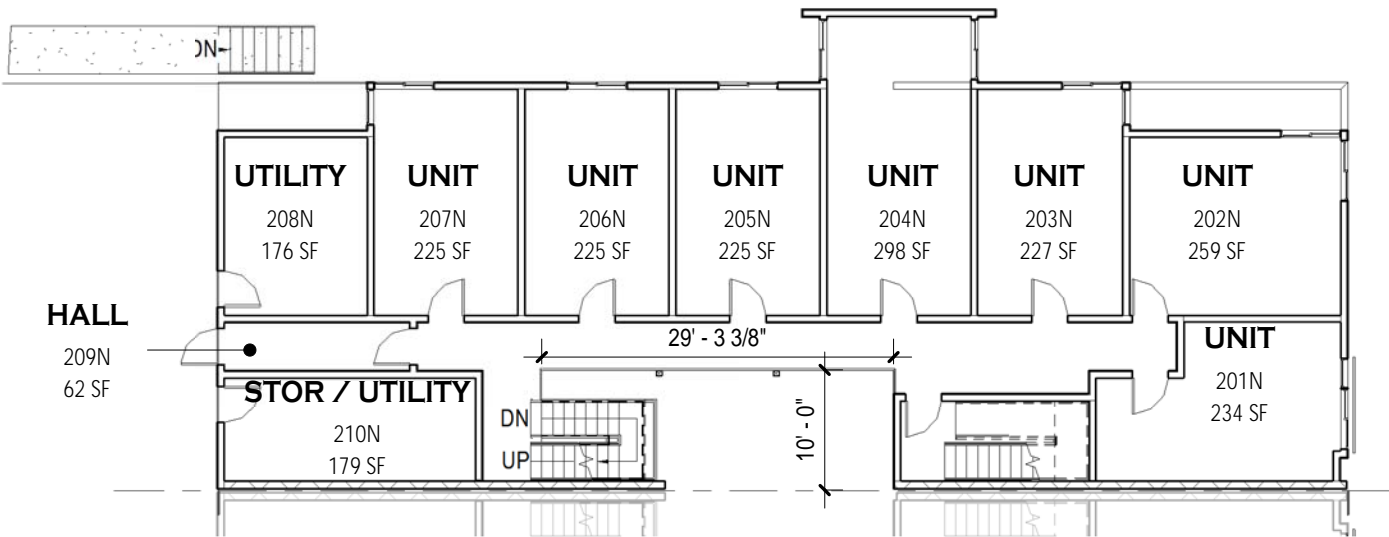 DN
UTILITY
208N
176 SF
UNIT
207N
225 SF
UNIT
206N
225 SF
UNIT
205N
225 SF
UNIT
204N
298 SF
UNIT
203N
227 SF
UNIT
202N
259 SF
HALL
209N
62 SF
29' - 3 3/8"
UNIT
201N
234 SF
STOR / UTILITY
210N
179 SF
DN
UP
10' - 0"